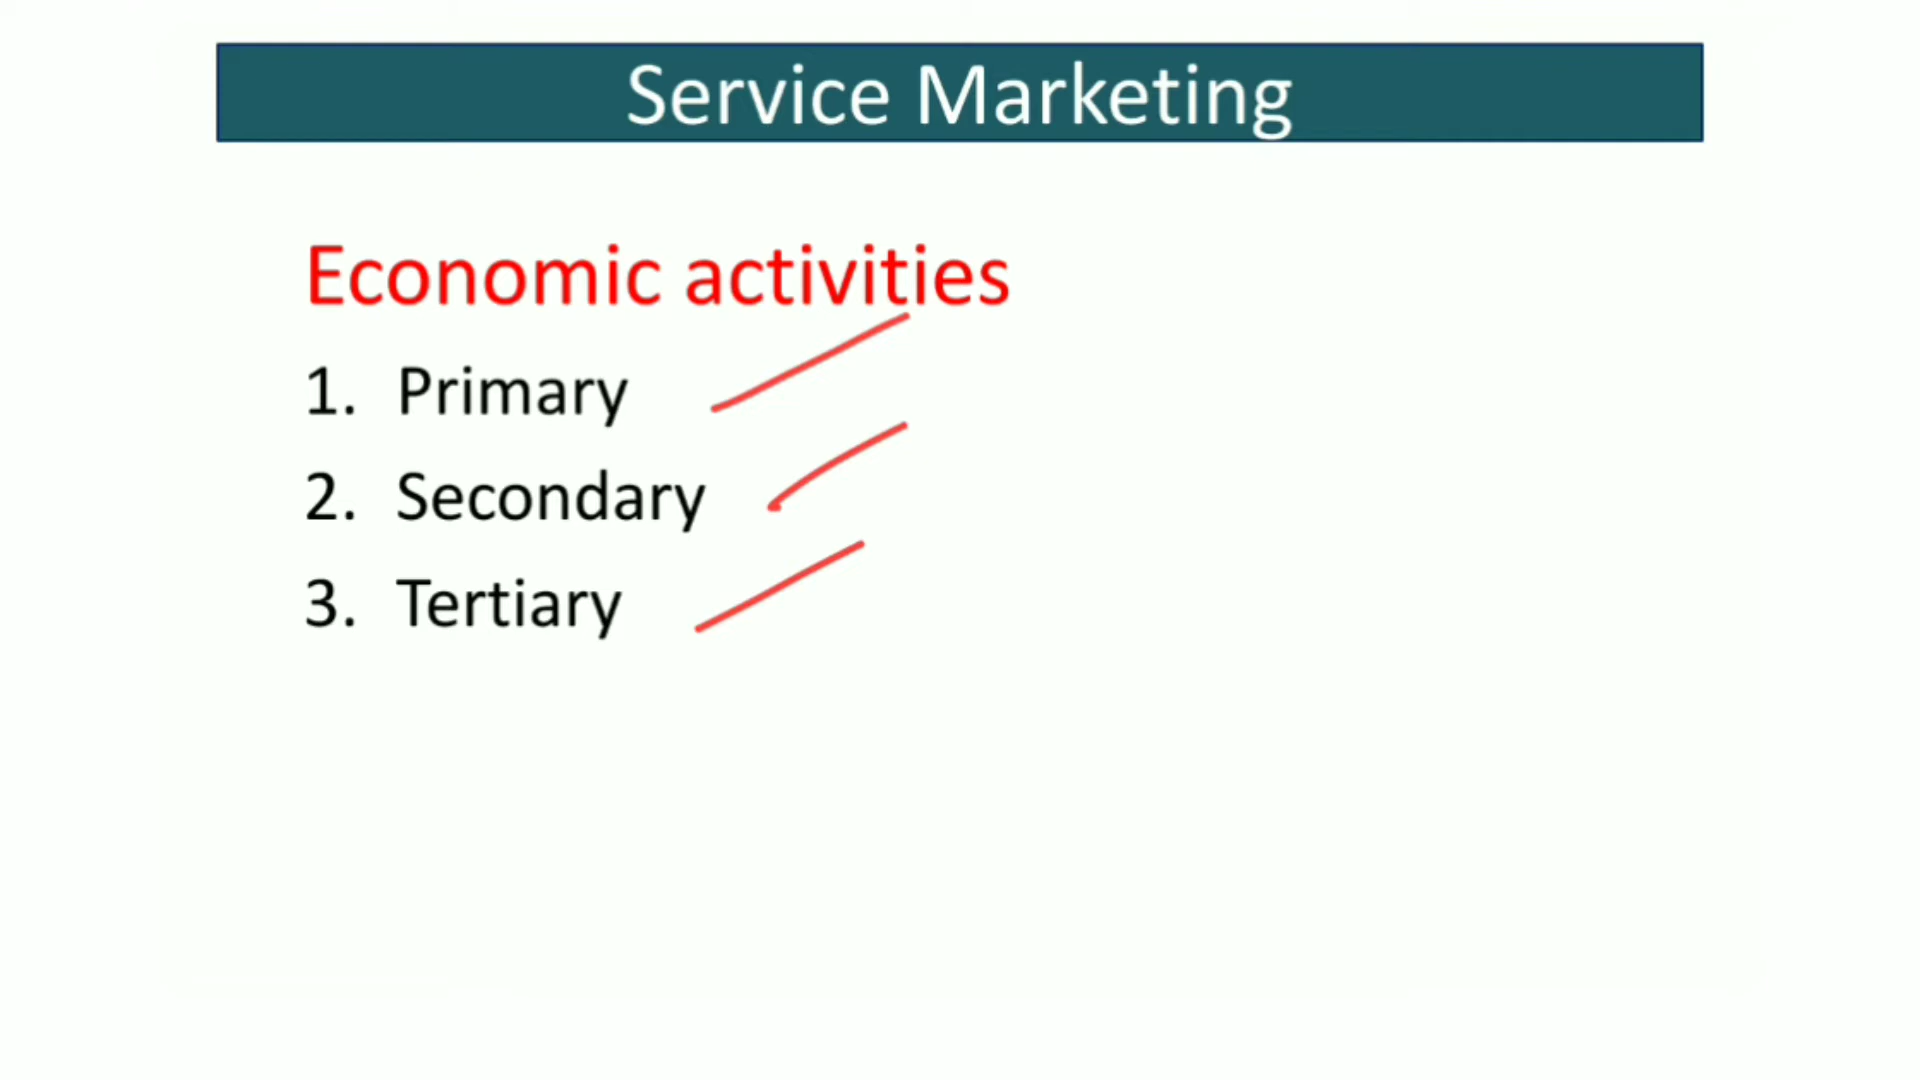 Service Marketing
Economic activities
1. Primary
2. Secondary
3. Tertiary